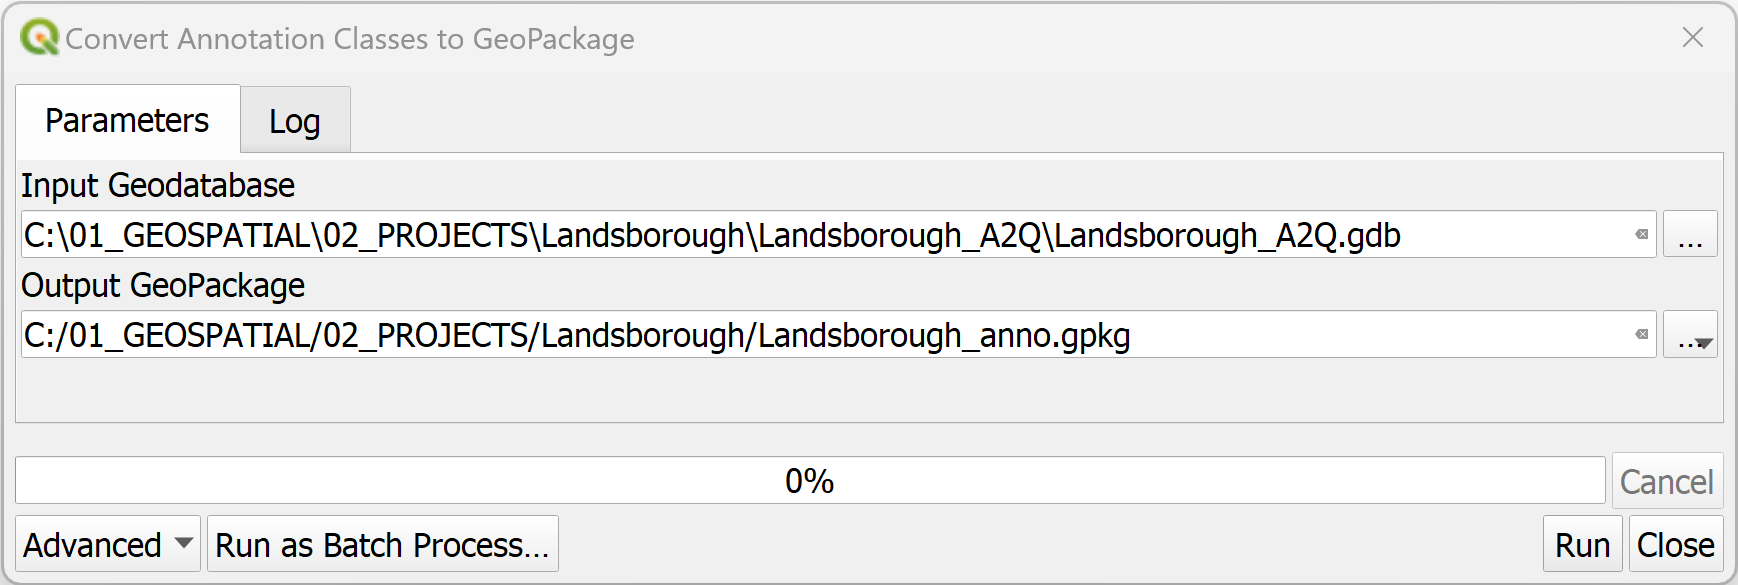 Convert Annotation Classes to GeoPackage
Parameters Log
Input Geodatabase
C:\01_GEOSPATIAL\02_PROJECTS\Landsborough\Landsborough_A2Q\Landsborough_A2Q.gdb ...
Output GeoPackage
C:/01_GEOSPATIAL/02_PROJECTS/Landsborough/Landsborough_anno.gpkg ...
0% Cancel
Advanced Run as Batch Process... Run Close